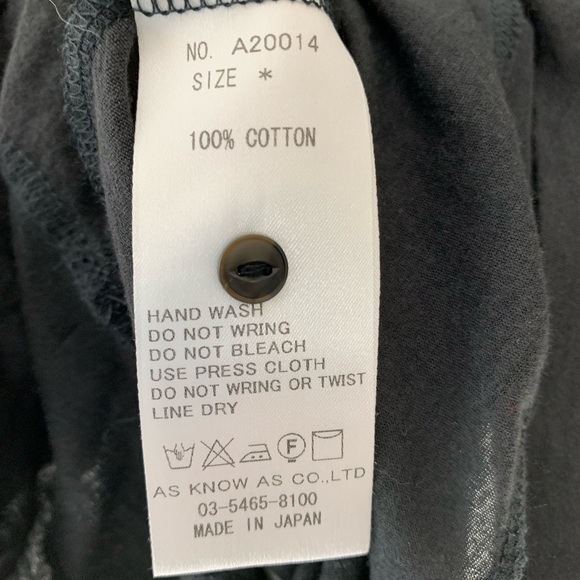 NO. A20014
SIZE *
100% COTTON
HAND WASH
DO NOT WRING
DO NOT BLEACH
USE PRESS CLOTH
DO NOT WRING OR TWIST
LINE DRY
F
AS KNOW AS CO.,LTD
03-5465-8100
MADE IN JAPAN